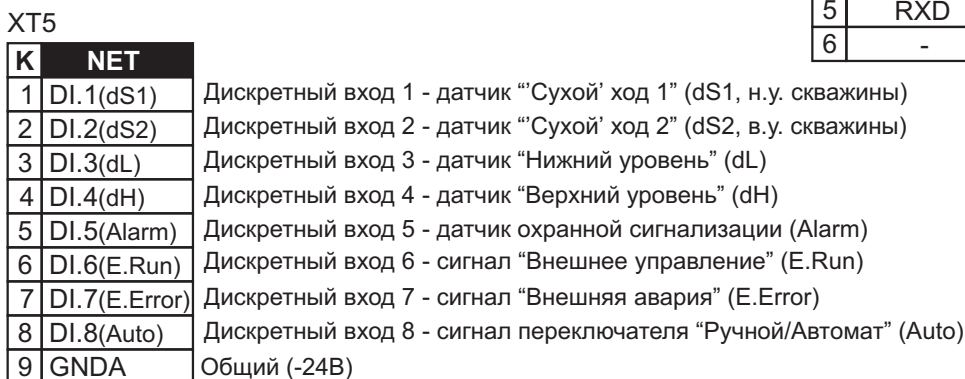 5 RXD
6 -
XT5
K NET
1 DI.1(dS1) Дискретный вход 1 - датчик “’Сухой’ ход 1” (dS1, н.у. скважины)
2 DI.2(dS2) Дискретный вход 2 - датчик “’Сухой’ ход 2” (dS2, в.у. скважины)
3 DI.3(dL) Дискретный вход 3 - датчик “Нижний уровень” (dL)
4 DI.4(dH) Дискретный вход 4 - датчик “Верхний уровень” (dH)
5 DI.5(Alarm) Дискретный вход 5 - датчик охранной сигнализации (Alarm)
6 DI.6(E.Run) Дискретный вход 6 - сигнал “Внешнее управление” (E.Run)
7 DI.7(E.Error) Дискретный вход 7 - сигнал “Внешняя авария” (E.Error)
8 DI.8(Auto) Дискретный вход 8 - сигнал переключателя “Ручной/Автомат” (Auto)
9 GNDA Общий (-24В)